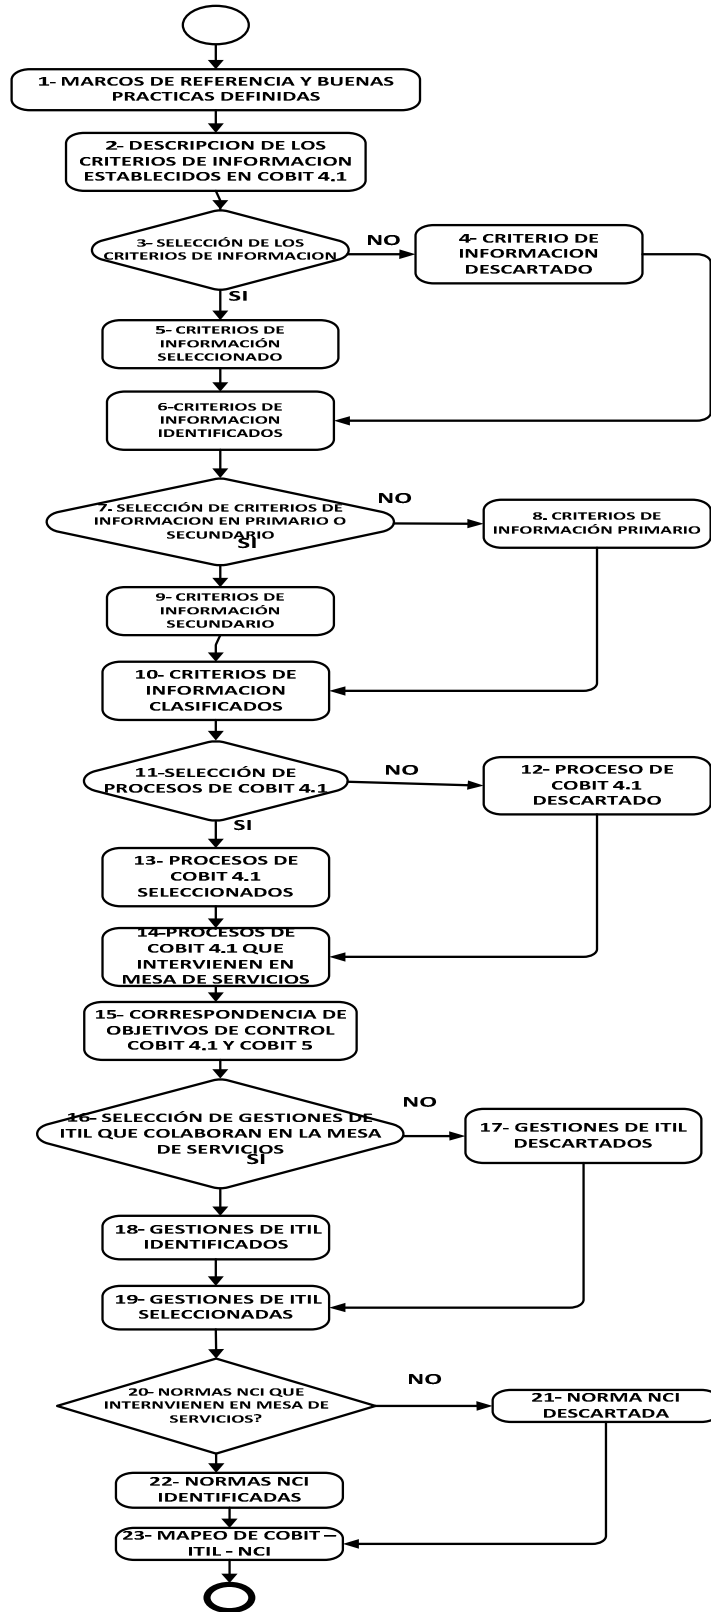 1- MARCOS DE REFERENCIA Y BUENAS
PRACTICAS DEFINIDAS
2- DESCRIPCION DE LOS
CRITERIOS DE INFORMACION
ESTABLECIDOS EN COBIT 4.1
3- SELECCIÓN DE LOS
CRITERIOS DE INFORMACION
NO
4- CRITERIO DE
INFORMACION
DESCARTADO
SI
5- CRITERIOS DE
INFORMACIÓN
SELECCIONADO
6-CRITERIOS DE
INFORMACION
IDENTIFICADOS
7. SELECCIÓN DE CRITERIOS DE
INFORMACION EN PRIMARIO O
SECUNDARIO
NO
8. CRITERIOS DE
INFORMACIÓN PRIMARIO
SI
9- CRITERIOS DE
INFORMACIÓN
SECUNDARIO
10- CRITERIOS DE
INFORMACION
CLASIFICADOS
11-SELECCIÓN DE
PROCESOS DE COBIT 4.1
NO
12- PROCESO DE
COBIT 4.1
DESCARTADO
SI
13- PROCESOS DE
COBIT 4.1
SELECCIONADOS
14-PROCESOS DE
COBIT 4.1 QUE
INTERVIENEN EN
MESA DE SERVICIOS
15- CORRESPONDENCIA DE
OBJETIVOS DE CONTROL
COBIT 4.1 Y COBIT 5
16- SELECCIÓN DE GESTIONES DE
ITIL QUE COLABORAN EN LA MESA
DE SERVICIOS
NO
17- GESTIONES DE ITIL
DESCARTADOS
SI
18- GESTIONES DE ITIL
IDENTIFICADOS
19- GESTIONES DE ITIL
SELECCIONADAS
20- NORMAS NCI QUE
INTERNVIENEN EN MESA DE
SERVICIOS?
NO
21- NORMA NCI
DESCARTADA
22- NORMAS NCI
IDENTIFICADAS
23- MAPEO DE COBIT –
ITIL - NCI